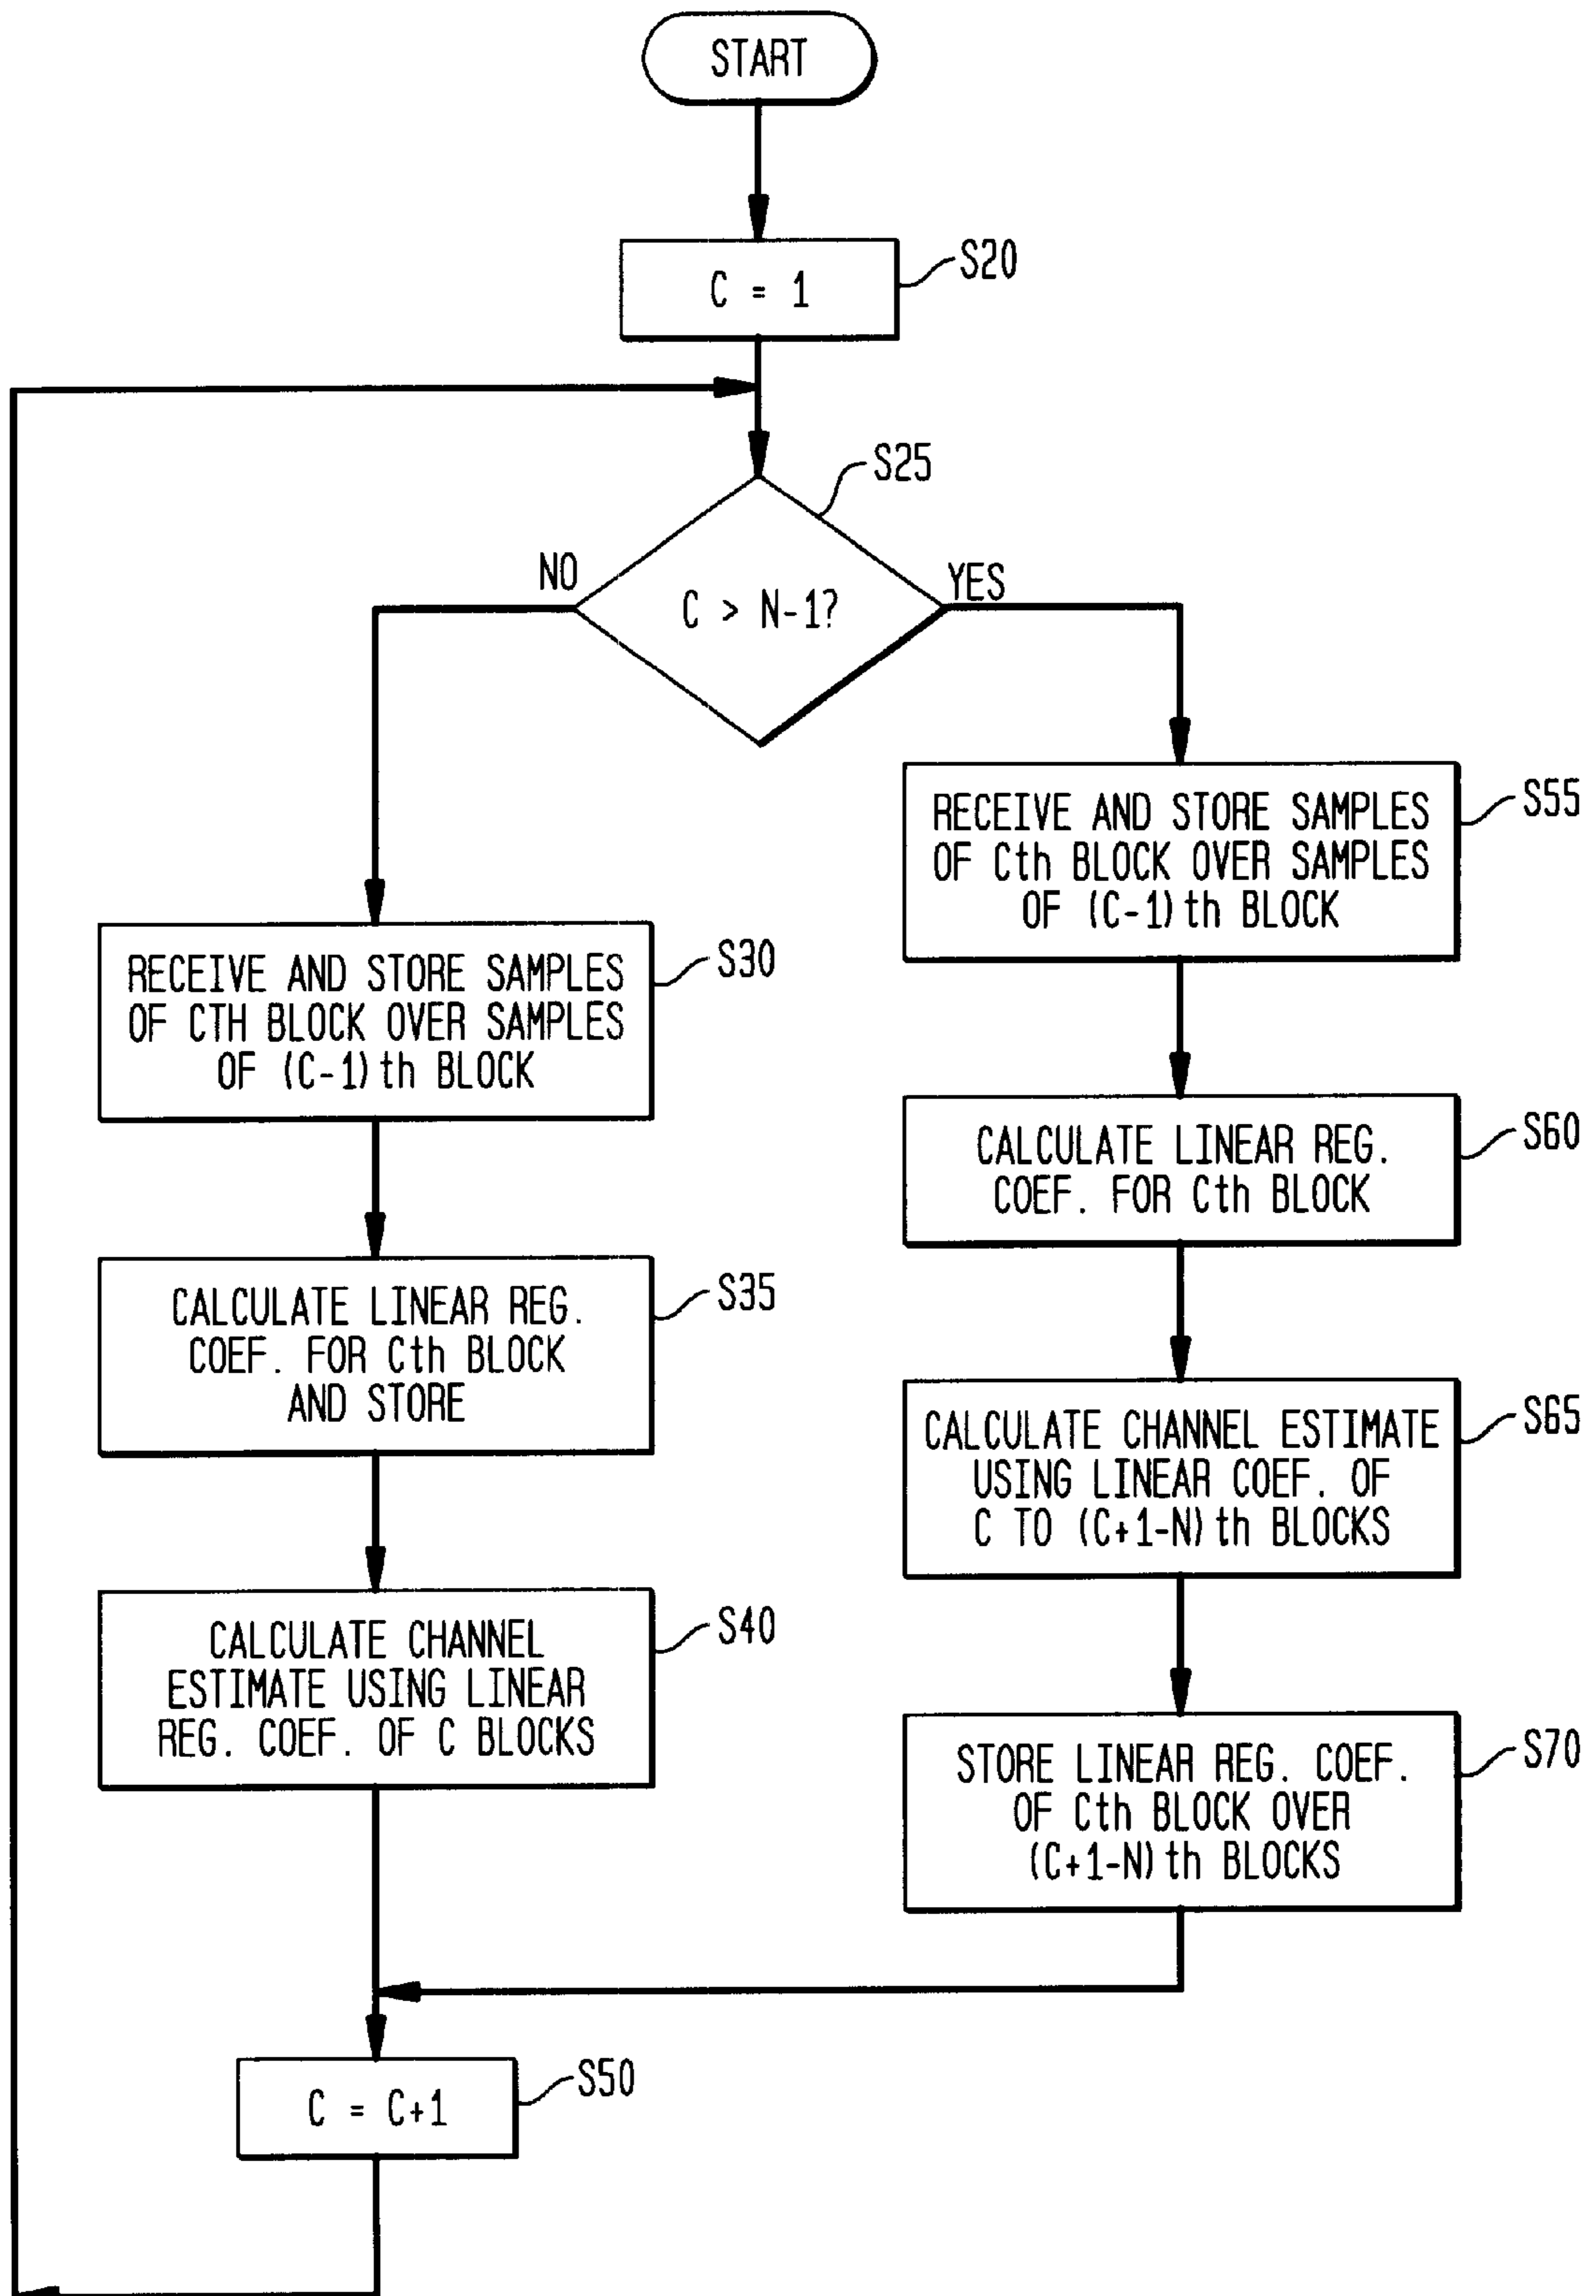 START
C = 1
S20
S25
NO
C > N-1?
YES
RECEIVE AND STORE SAMPLES
OF CTH BLOCK OVER SAMPLES
OF (C-1)th BLOCK
S30
CALCULATE LINEAR REG.
COEF. FOR Cth BLOCK
AND STORE
S35
CALCULATE CHANNEL
ESTIMATE USING LINEAR
REG. COEF. OF C BLOCKS
S40
RECEIVE AND STORE SAMPLES
OF Cth BLOCK OVER SAMPLES
OF (C-1)th BLOCK
S55
CALCULATE LINEAR REG.
COEF. FOR Cth BLOCK
S60
CALCULATE CHANNEL ESTIMATE
USING LINEAR COEF. OF
C TO (C+1-N)th BLOCKS
S65
STORE LINEAR REG. COEF.
OF Cth BLOCK OVER
(C+1-N)th BLOCKS
S70
C = C+1
S50